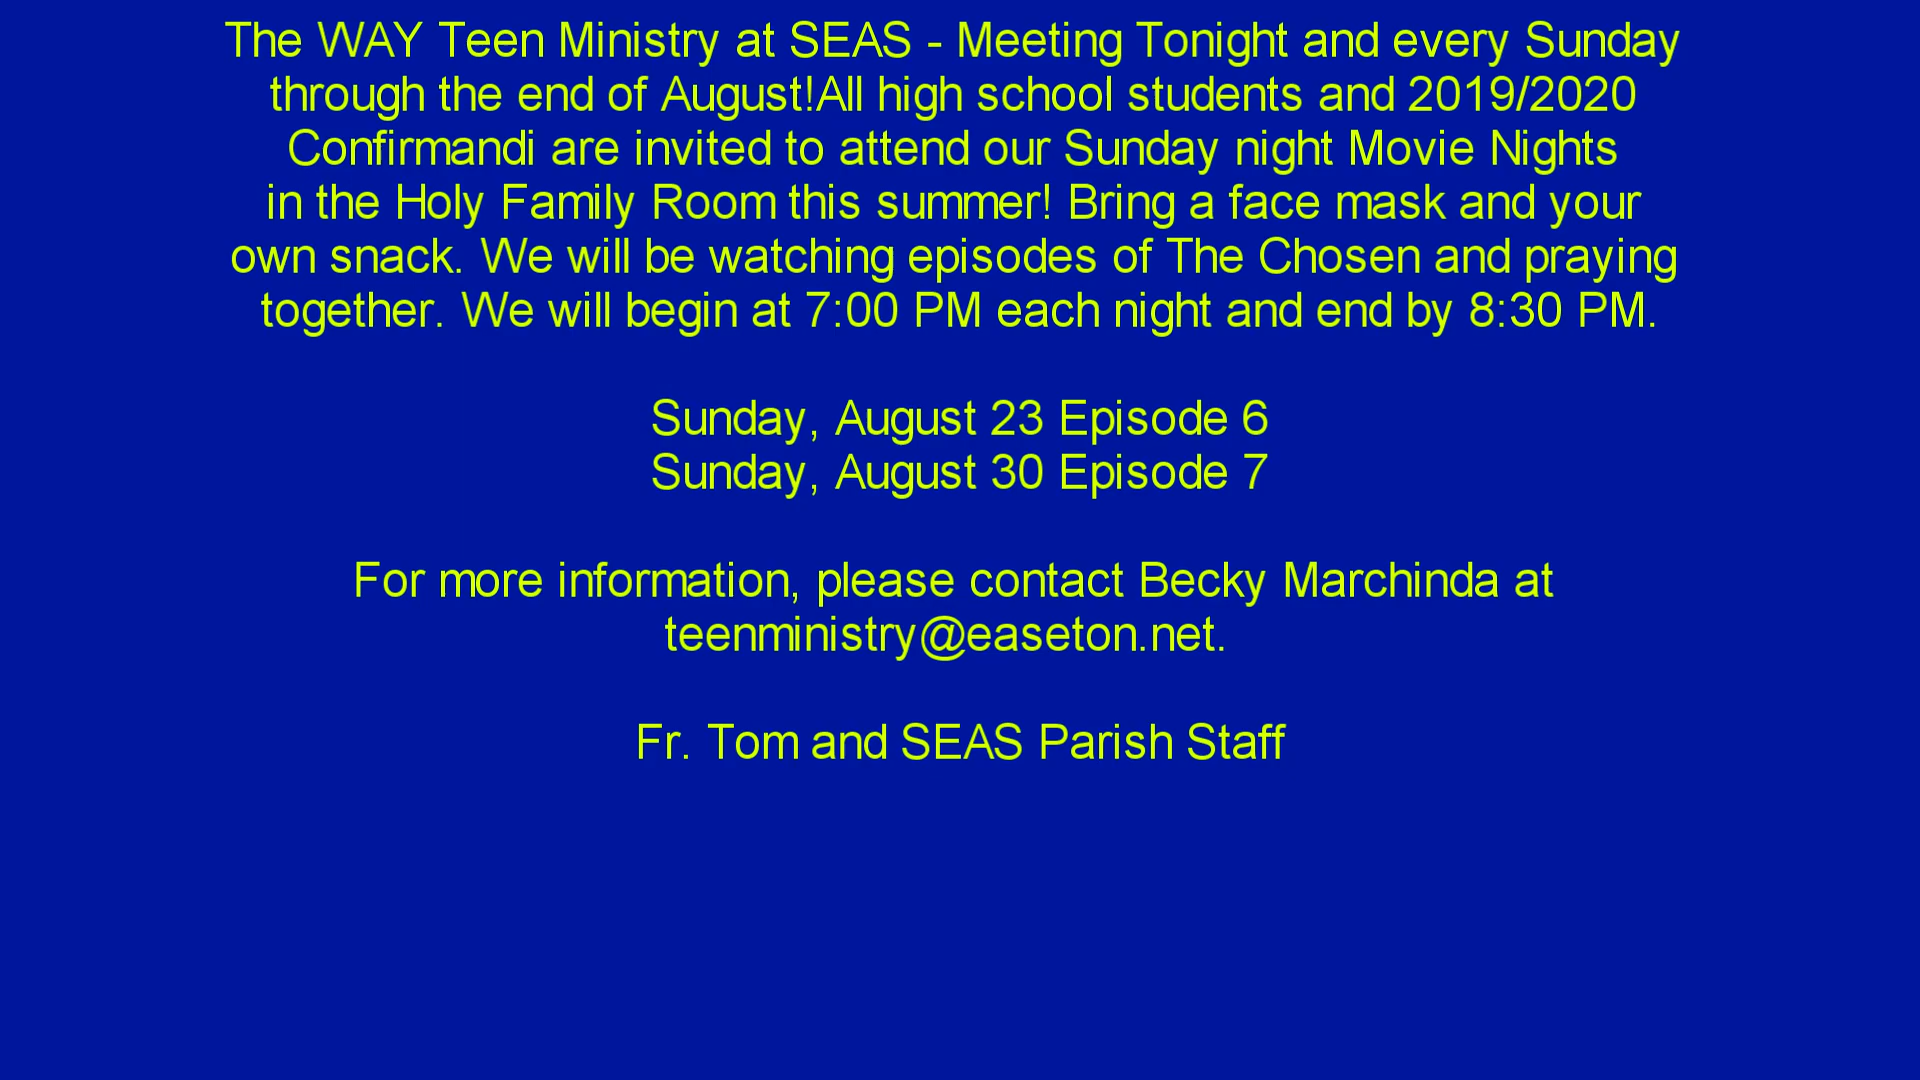 The WAY Teen Ministry at SEAS - Meeting Tonight and every Sunday
through the end of August!All high school students and 2019/2020
Confirmandi are invited to attend our Sunday night Movie Nights
in the Holy Family Room this summer! Bring a face mask and your
own snack. We will be watching episodes of The Chosen and praying
together. We will begin at 7:00 PM each night and end by 8:30 PM.
Sunday, August 23 Episode 6
Sunday, August 30 Episode 7
For more information, please contact Becky Marchinda at
teenministry@easeton.net.
Fr. Tom and SEAS Parish Staff